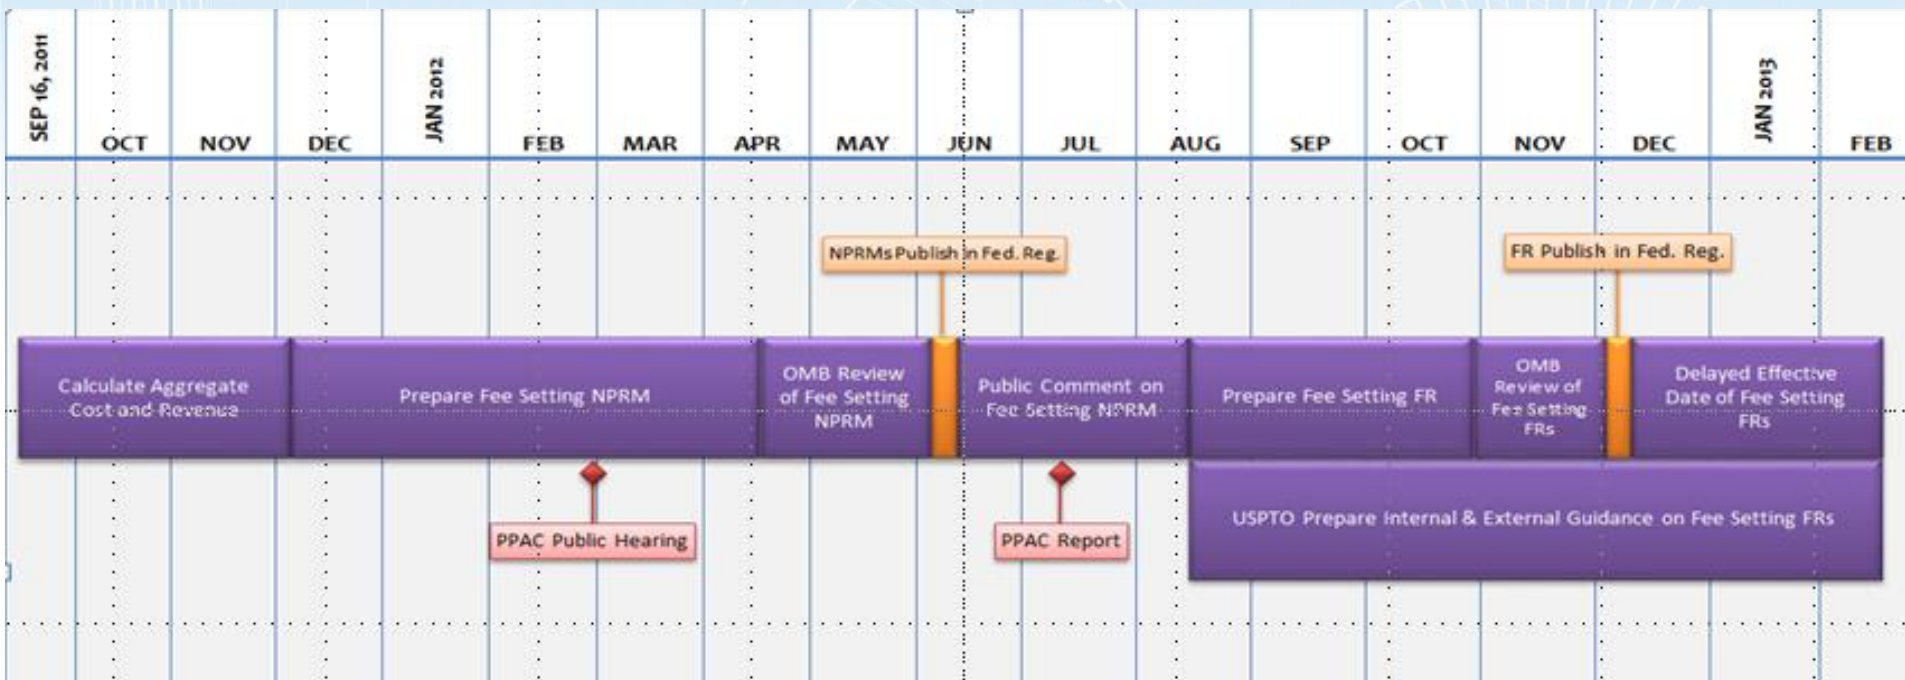 SEP 16, 2011
OCT
NOV
DEC
JAN 2012
FEB
MAR
APR
MAY
JUN
JUL
AUG
SEP
OCT
NOV
DEC
JAN 2013
FEB
NPRMs Publish in Fed. Reg.
FR Publish in Fed. Reg.
Calculate Aggregate
Cost and Revenue
Prepare Fee Setting NPRM
OMB Review
of Fee Setting
NPRM
Public Comment on
Fee Setting NPRM
Prepare Fee Setting FR
OMB
Review of
Fee Setting
FRs
Delayed Effective
Date of Fee Setting
FRs
PPAC Public Hearing
PPAC Report
USPTO Prepare Internal & External Guidance on Fee Setting FRs